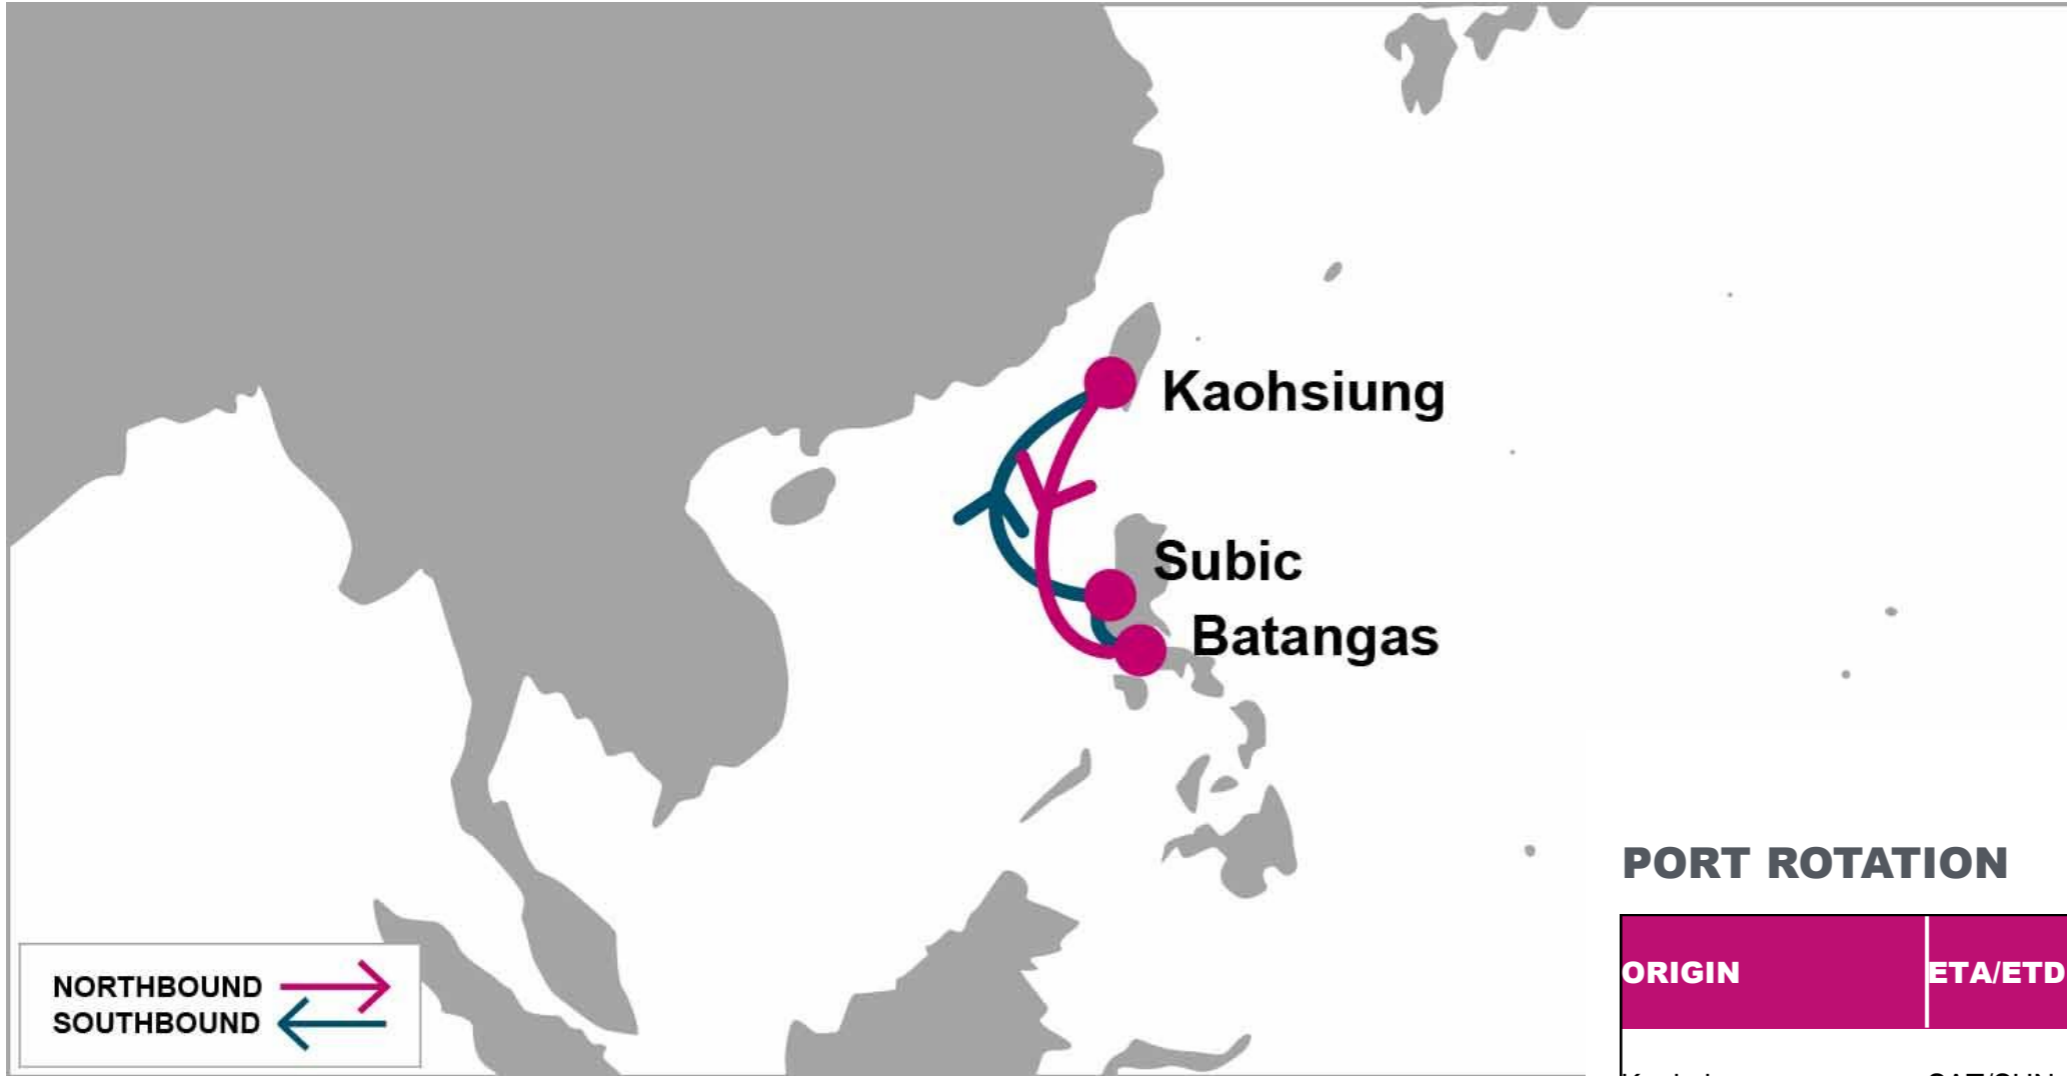 Kaohsiung
Subic
Batangas
PORT ROTATION
ORIGIN ETA/ETD
NORTHBOUND
SOUTHBOUND